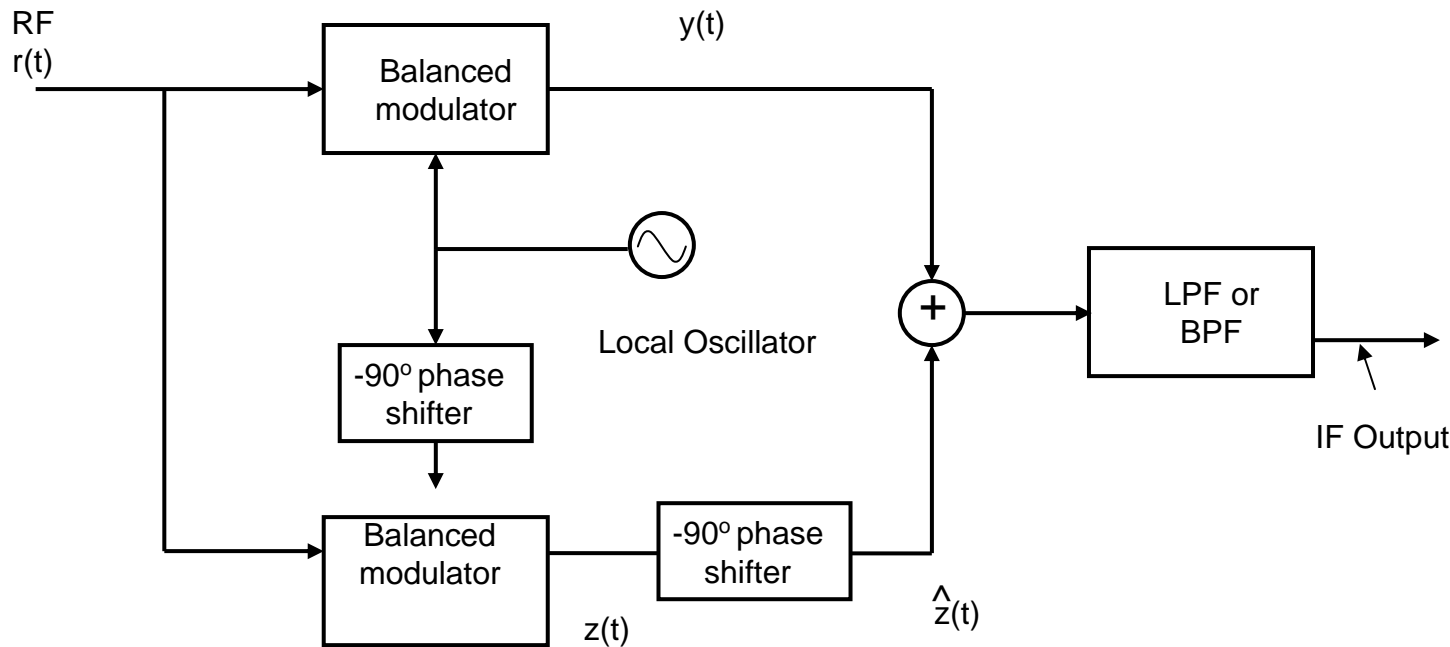 RF
r(t)
Balanced
modulator
y(t)
Local Oscillator
-90º phase
shifter
+
LPF or
BPF
IF Output
Balanced
modulator
z(t)
-90º phase
shifter
^
z(t)